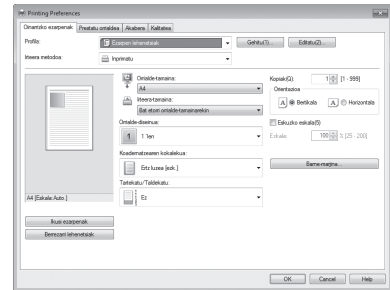 Printing Preferences
Oinarrizko ezarpenak Prestatu orrialdea Akabera Kalitatea
Profila: Ezarpen lehenetsiak Gehitu(1)... Editatu(2)...
Irteera metodoa: Inprimatu
Orrialde-tamaina:
A4
Irteera-tamaina:
Bat etorri orrialde-tamainarekin
Orrialde-diseinua:
1 1 1en
Koadernatzearen kokalekua:
Ertz luzea [ezk.]
Tartekatu/Taldekatu:
Ez
Kopiak(Q): 1 [1 - 999]
Orientazioa
A Bertikala A Horizontala
Eskuzko eskala(5)
Eskala: 100 % [25 - 200]
Barne-marjina...
A4 [Eskala:Auto.]
Ikusi ezarpenak
Berrezarri lehenetsiak
OK Cancel Help